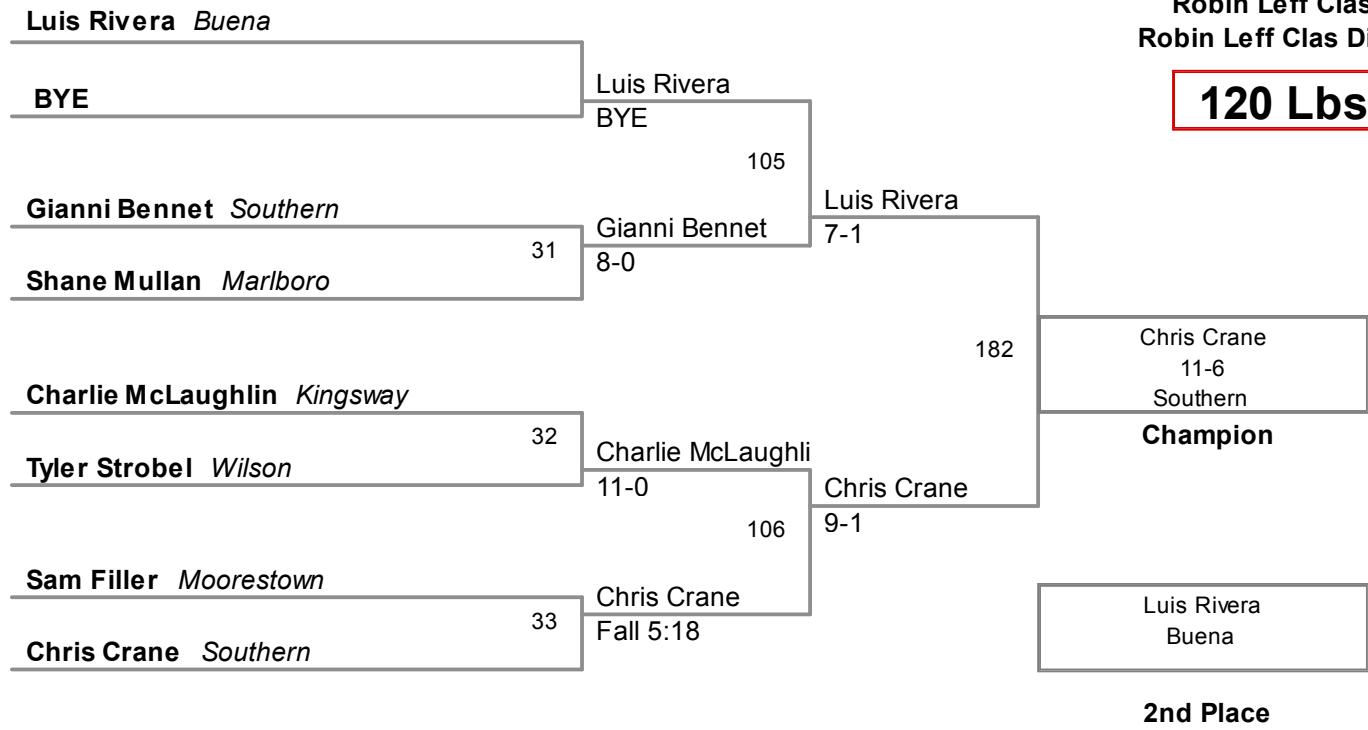 Luis Rivera Buena
BYE
Gianni Bennet Southern
31
Shane Mullan Marlboro
Charlie McLaughlin Kingsway
32
Tyler Strobel Wilson
Sam Filler Moorestown
33
Chris Crane Southern
Luis Rivera
BYE
105
Gianni Bennet
8-0
Charlie McLaughli
11-0
106
Chris Crane
Fall 5:18
Luis Rivera
7-1
182
Chris Crane
9-1
Robin Leff Clas
Robin Leff Clas Di
120 Lbs
Chris Crane
11-6
Southern
Champion
Luis Rivera
Buena
2nd Place